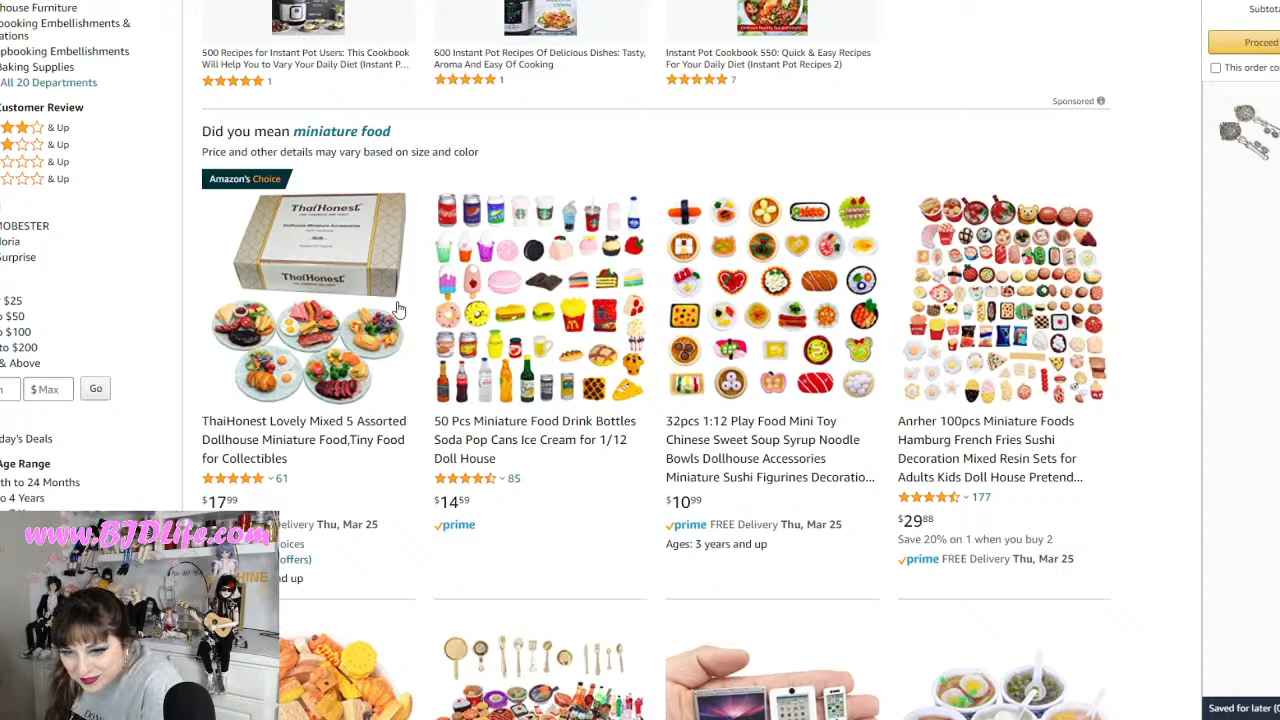 house Furniture
pbooking Embellishments &
ations
pbooking Embellishments
Baking Supplies
All 20 Departments
Customer Review
& Up
& Up
& Up
& Up
MOBESTER
loria
Surprise
$25
o $50
o $100
to $200
& Above
$ Max
Go
day's Deals
Age Range
th to 24 Months
to 4 Years
500 Recipes for Instant Pot Users: This Cookbook
Will Help You to Vary Your Daily Diet (Instant P...
1
600 Instant Pot Recipes Of Delicious Dishes: Tasty,
Aroma And Easy Of Cooking
1
Instant Pot Cookbook 550: Quick & Easy Recipes
For Your Daily Diet (Instant Pot Recipes 2)
7
Sponsored
Did you mean miniature food
Price and other details may vary based on size and color
Amazon's Choice
ThaiHonest
ThaiHonest
ThaiHonest Lovely Mixed 5 Assorted
Dollhouse Miniature Food,Tiny Food
for Collectibles
61
$17.99
elivery Thu, Mar 25
oices
offers)
nd up
50 Pcs Miniature Food Drink Bottles
Soda Pop Cans Ice Cream for 1/12
Doll House
85
$14.59
prime
32pcs 1:12 Play Food Mini Toy
Chinese Sweet Soup Syrup Noodle
Bowls Dollhouse Accessories
Miniature Sushi Figurines Decoratio...
$10.99
prime FREE Delivery Thu, Mar 25
Ages: 3 years and up
Anrher 100pcs Miniature Foods
Hamburg French Fries Sushi
Decoration Mixed Resin Sets for
Adults Kids Doll House Pretend...
177
$29.88
Save 20% on 1 when you buy 2
prime FREE Delivery Thu, Mar 25
Subtota
Proceed
This order co
Saved for later (
www.BJDLife.com